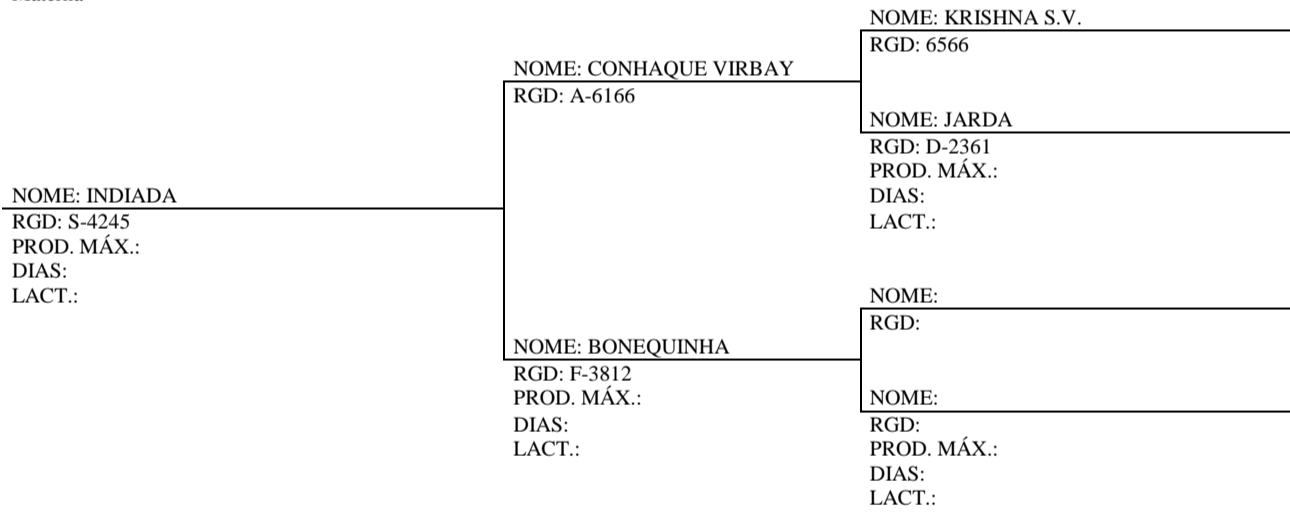 NOME: KRISHNA S.V.
RGD: 6566
NOME: CONHAQUE VIRBAY
RGD: A-6166
NOME: JARDA
RGD: D-2361
PROD. MÁX.:
DIAS:
LACT.:
NOME: INDIADA
RGD: S-4245
PROD. MÁX.:
DIAS:
LACT.:
NOME:
RGD:
NOME: BONEQUINHA
RGD: F-3812
PROD. MÁX.:
DIAS:
LACT.:
NOME:
RGD:
PROD. MÁX.:
DIAS:
LACT.: